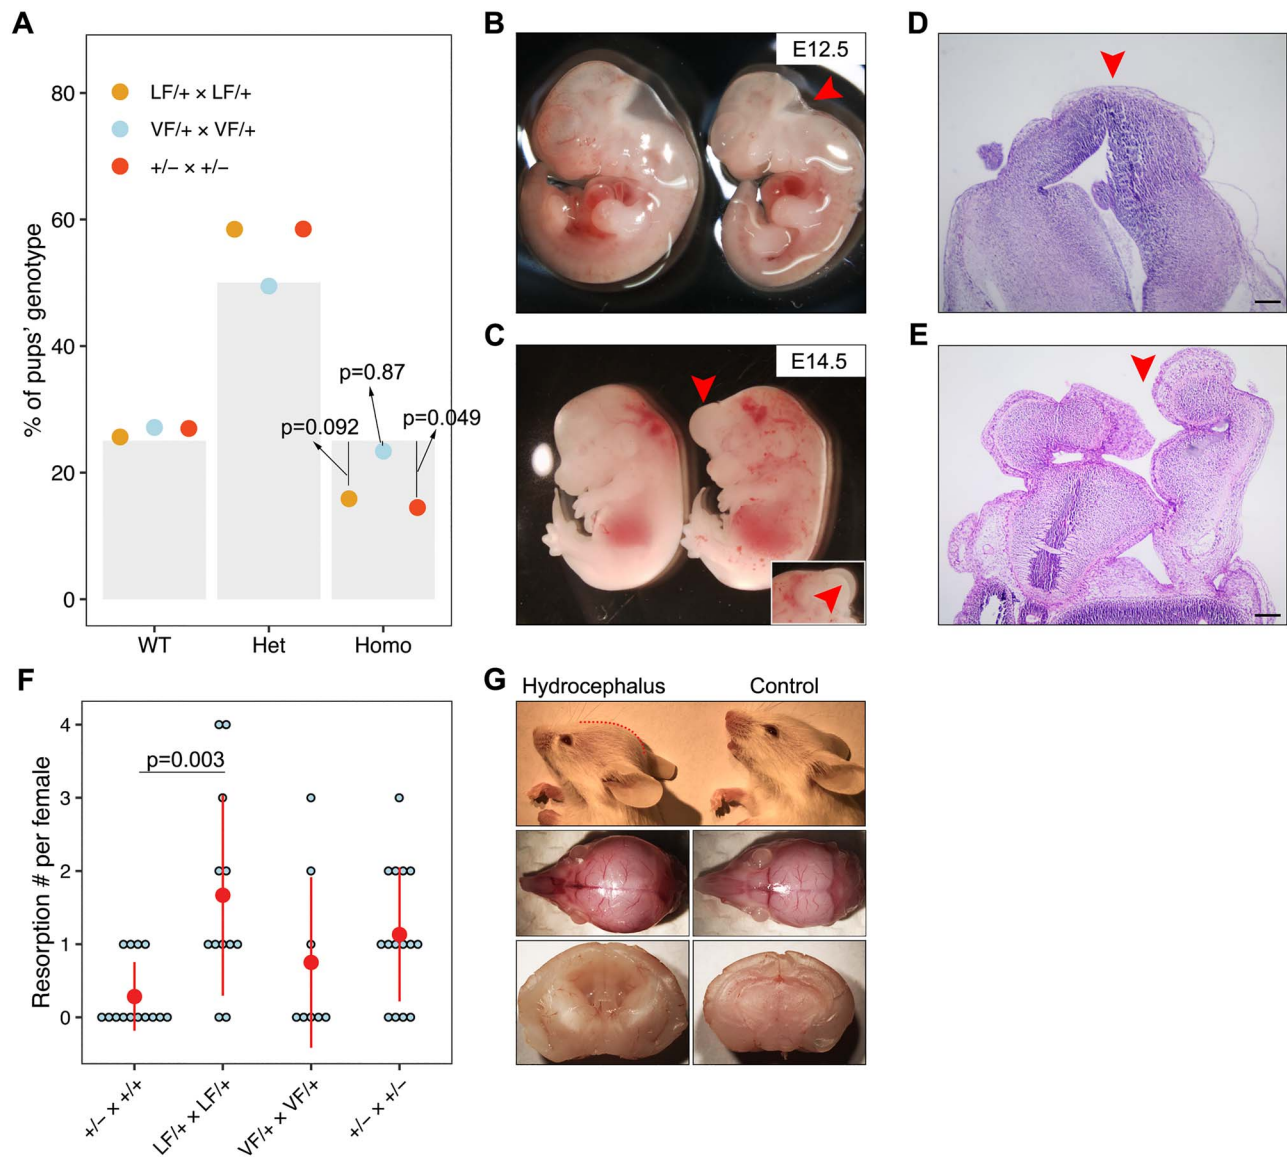 A
% of pups' genotype
80
60
40
20
0
LF/+ × LF/+
VF/+ × VF/+
+/− × +/−
p=0.092
p=0.87
p=0.049
WT Het Homo
B
E12.5
C
E14.5
D
E
F
Resorption # per female
4
3
2
1
0
p=0.003
+/− × +/+
LF/+ × LF/+
VF/+ × VF/+
+/− × +/−
G
Hydrocephalus Control